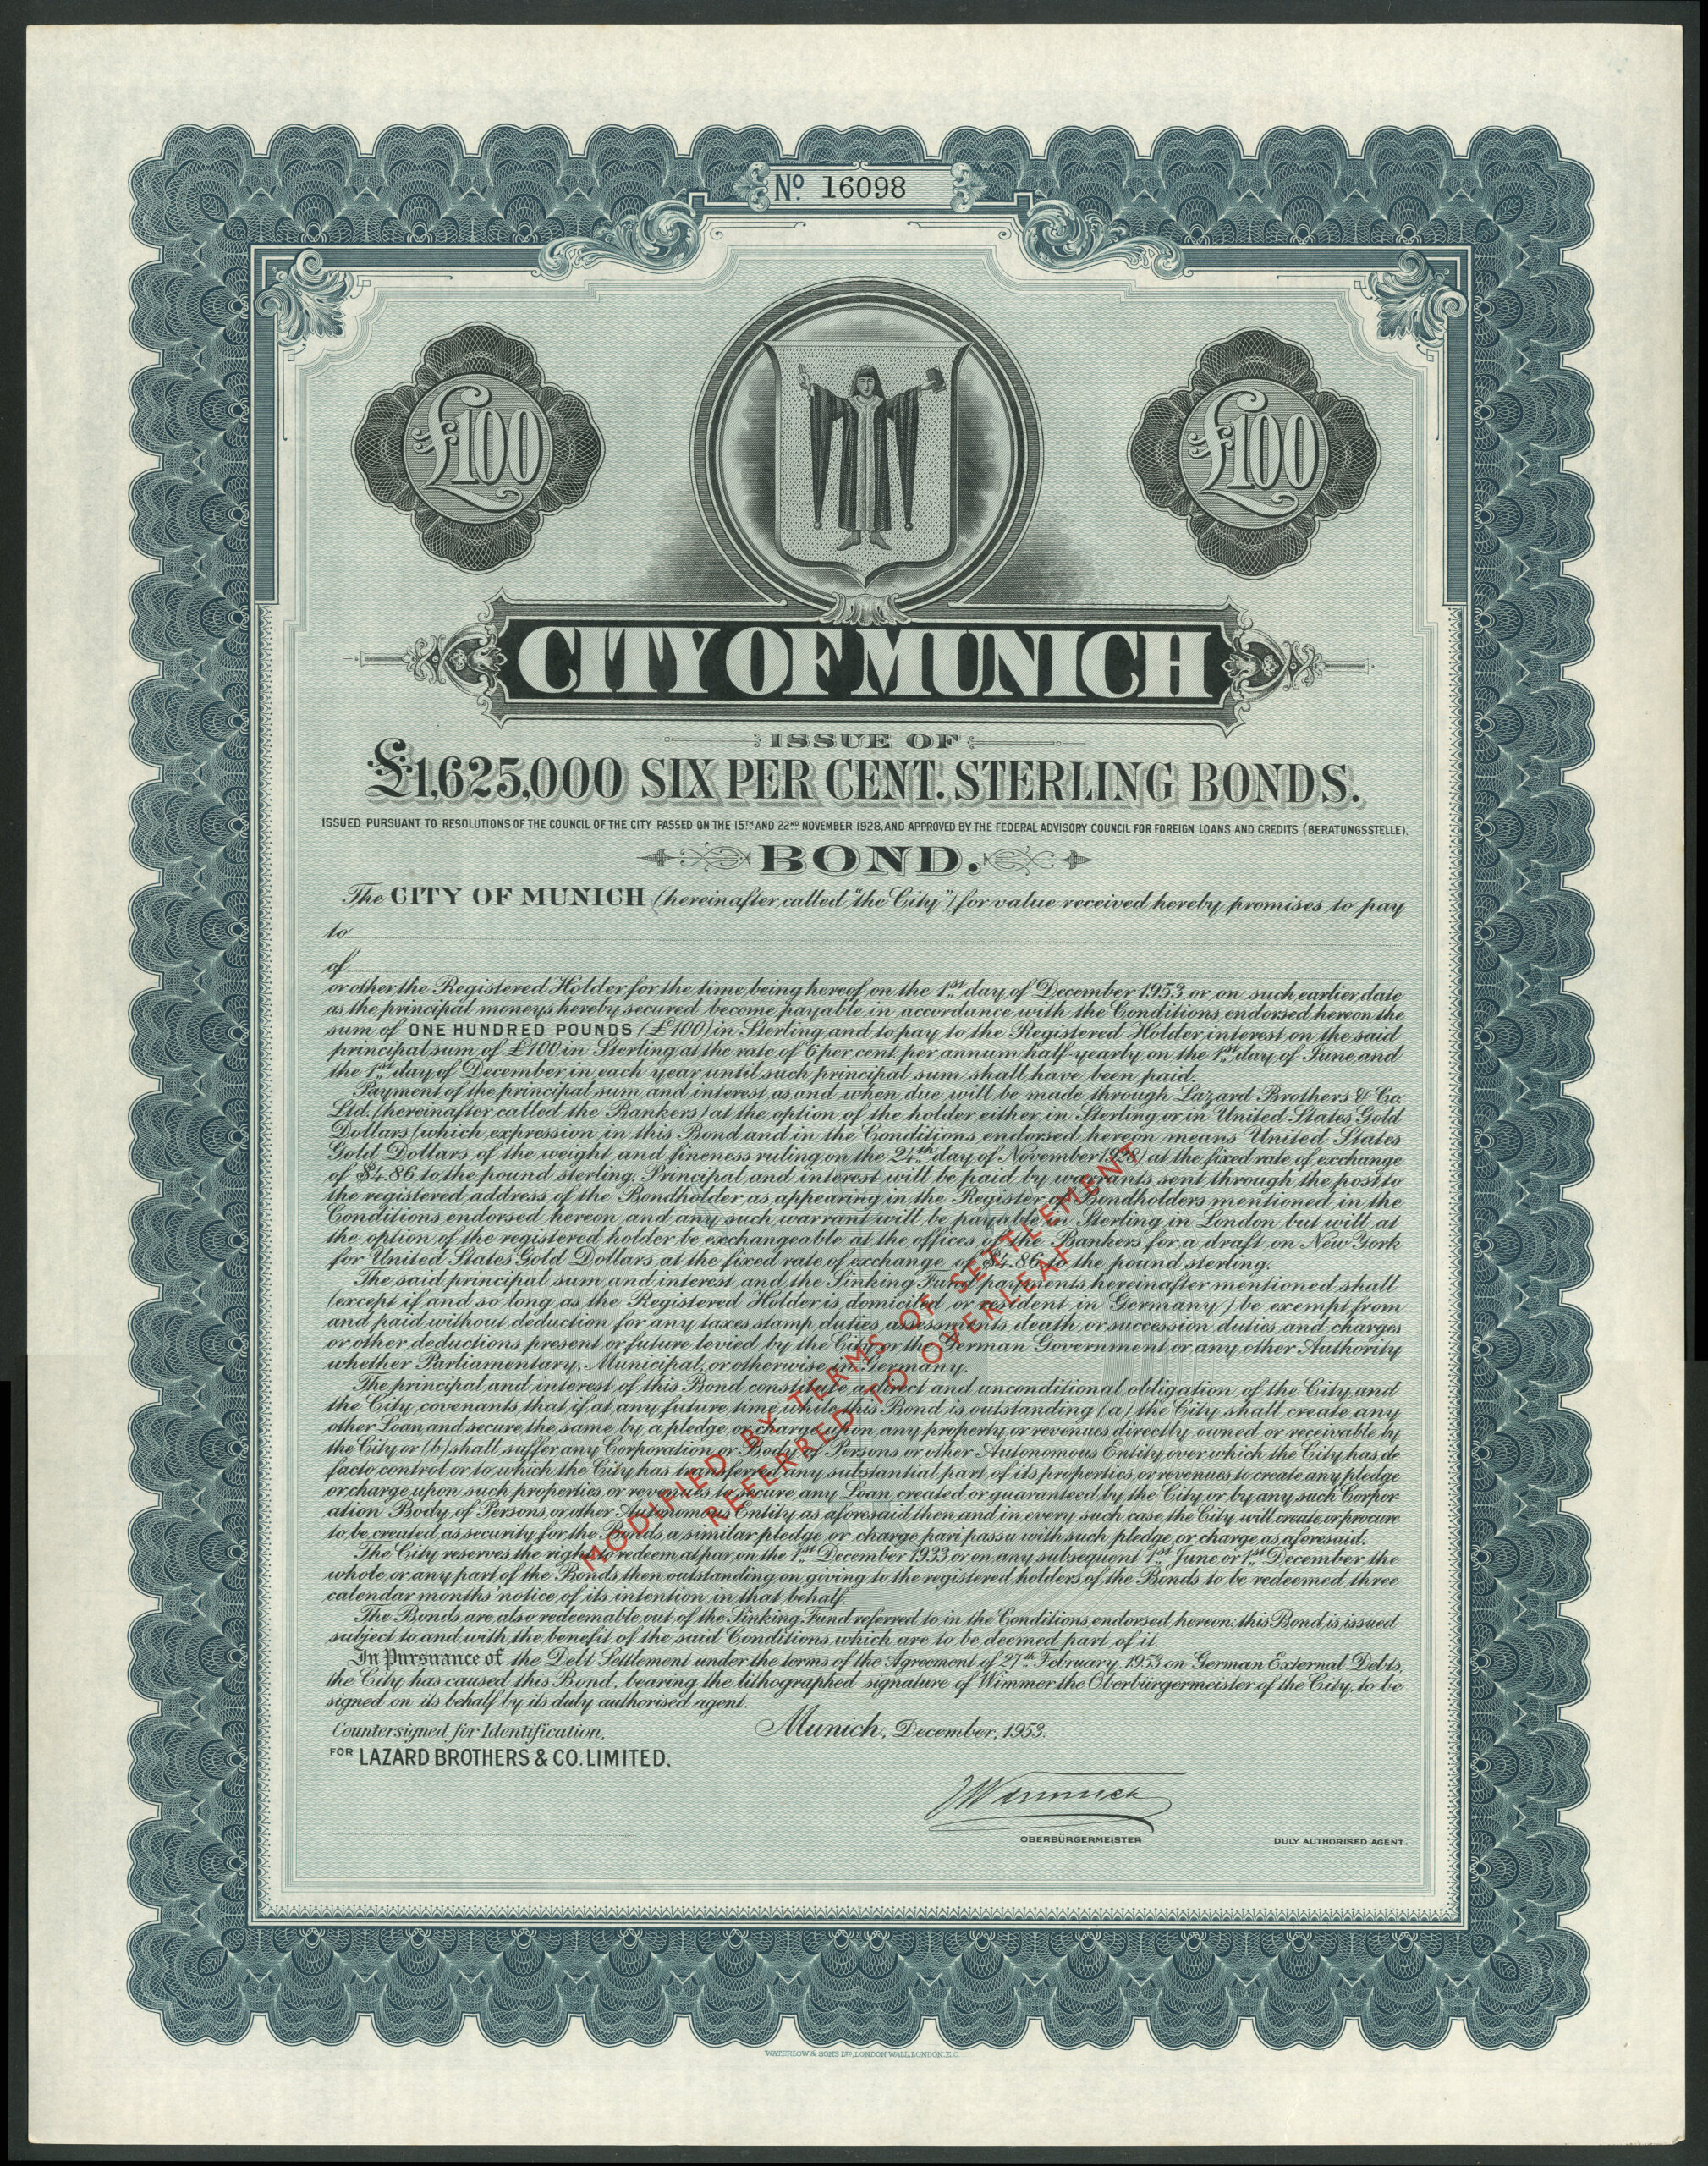 Nº 16098
£100 £100
CITY OF MUNICH
ISSUE OF
£1,625,000 SIX PER CENT. STERLING BONDS.
ISSUED PURSUANT TO RESOLUTIONS OF THE COUNCIL OF THE CITY PASSED ON THE 15TH AND 22ND NOVEMBER 1928, AND APPROVED BY THE FEDERAL ADVISORY COUNCIL FOR FOREIGN LOANS AND CREDITS (BERATUNGSSTELLE).
BOND.
The CITY OF MUNICH (hereinafter called "the City") for value received hereby promises to pay
to
of
or other the Registered Holder for the time being hereof on the 1st day of December 1953 or on such earlier date
as the principal moneys hereby secured become payable in accordance with the Conditions endorsed hereon the
sum of ONE HUNDRED POUNDS (£100) in Sterling and to pay to the Registered Holder interest on the said
principal sum of £100 in Sterling at the rate of 6 per cent. per annum half-yearly on the 1st day of June and
the 1st day of December in each year until such principal sum shall have been paid.
Payment of the principal sum and interest as and when due will be made through Lazard Brothers & Co.
Ltd. (hereinafter called the Bankers) at the option of the holder either in Sterling or in United States Gold
Dollars (which expression in this Bond and in the Conditions endorsed hereon means United States
Gold Dollars of the weight and fineness ruling on the 24th day of November 1928) at the fixed rate of exchange
of $4.86 to the pound sterling. Principal and interest will be paid by warrants sent through the post to
the registered address of the Bondholder as appearing in the Register of Bondholders mentioned in the
Conditions endorsed hereon and any such warrant will be payable in Sterling in London but will at
the option of the registered holder be exchangeable at the offices of the Bankers for a draft on New York
for United States Gold Dollars at the fixed rate of exchange of $4.86 to the pound sterling.
The said principal sum and interest and the Sinking Fund payments hereinafter mentioned shall
(except if and so long as the Registered Holder is domiciled or resident in Germany) be exempt from
and paid without deduction for any taxes stamp duties assessments death or succession duties and charges
or other deductions present or future levied by the City or the German Government or any other Authority
whether Parliamentary, Municipal, or otherwise in Germany.
The principal and interest of this Bond constitute a direct and unconditional obligation of the City and
the City covenants that if at any future time while this Bond is outstanding (a) the City shall create any
other Loan and secure the same by a pledge or charge upon any property or revenues directly owned or receivable by
the City or (b) shall suffer any Corporation or Body of Persons or other Autonomous Entity over which the City has de
facto control or to which the City has transferred any substantial part of its properties or revenues to create any pledge
or charge upon such properties or revenues to secure any Loan created or guaranteed by the City or by any such Corpor-
ation Body of Persons or other Autonomous Entity as aforesaid then and in every such case the City will create or procure
to be created as security for the Bonds a similar pledge or charge pari passu with such pledge or charge as aforesaid.
The City reserves the right to redeem at par on the 1st December 1933 or on any subsequent 1st June or 1st December the
whole or any part of the Bonds then outstanding on giving to the registered holders of the Bonds to be redeemed three
calendar months' notice of its intention in that behalf.
The Bonds are also redeemable out of the Sinking Fund referred to in the Conditions endorsed hereon: this Bond is issued
subject to and with the benefit of the said Conditions which are to be deemed part of it.
In Pursuance of the Debt Settlement under the terms of the Agreement of 27th February 1953 on German External Debts,
the City has caused this Bond, bearing the lithographed signature of Wimmer the Oberbürgermeister of the City, to be
signed on its behalf by its duly authorised agent.
MODIFIED BY TERMS OF SETTLEMENT
REFERRED TO OVERLEAF
Countersigned for Identification.
Munich, December, 1953.
FOR LAZARD BROTHERS & CO. LIMITED.
OBERBÜRGERMEISTER
DULY AUTHORISED AGENT.
WATERLOW & SONS LTD, LONDON WALL, LONDON. E.C.